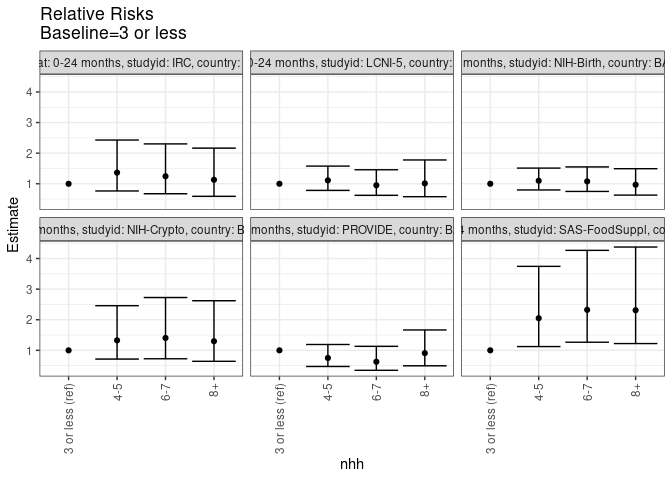 Relative Risks
Baseline=3 or less
at: 0-24 months, studyid: IRC, country:
0-24 months, studyid: LCNI-5, country:
months, studyid: NIH-Birth, country: BA
4
3
2
1
months, studyid: NIH-Crypto, country: B
months, studyid: PROVIDE, country: B
4 months, studyid: SAS-FoodSuppl, co
4
3
2
1
Estimate
3 or less (ref)
4-5
6-7
8+
3 or less (ref)
4-5
6-7
8+
3 or less (ref)
4-5
6-7
8+
nhh